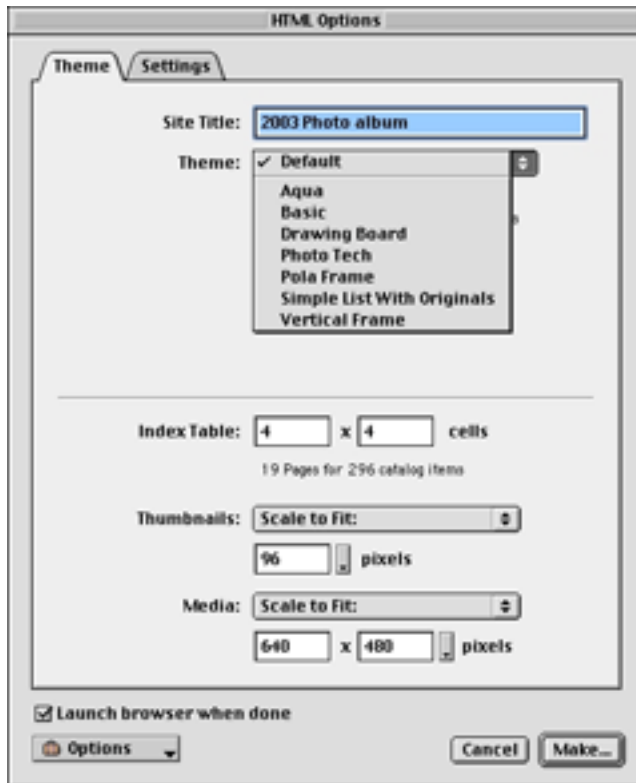 HTML Options
Theme Settings
Site Title: 2003 Photo album
Theme: ✓ Default
Aqua
Basic
Drawing Board
Photo Tech
Pola Frame
Simple List With Originals
Vertical Frame
Index Table: 4 x 4 cells
19 Pages for 296 catalog items
Thumbnails: Scale to Fit:
96 pixels
Media: Scale to Fit:
640 x 480 pixels
Launch browser when done
Options Cancel Make...